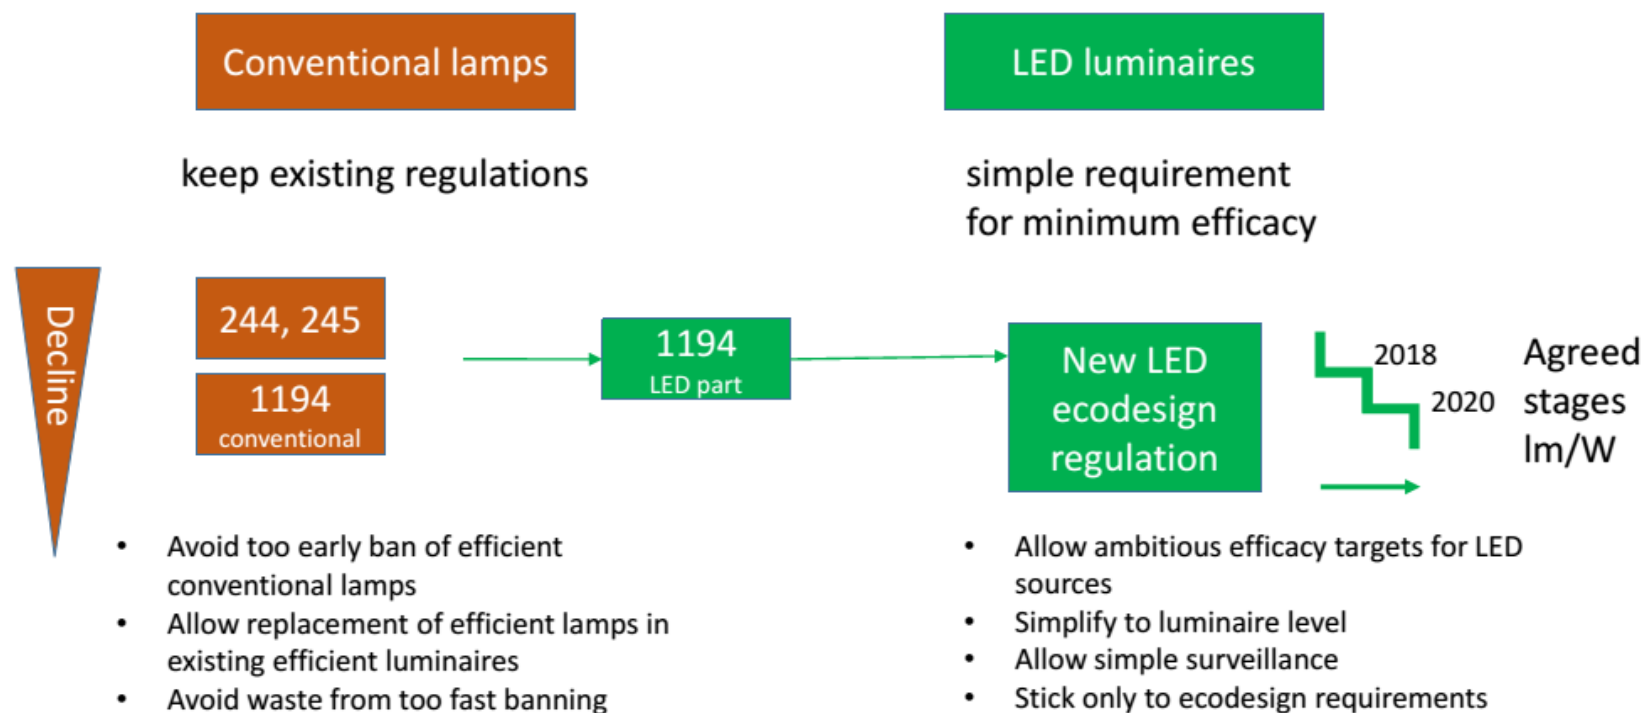 Conventional lamps
LED luminaires
keep existing regulations
simple requirement
for minimum efficacy
Decline
244, 245
1194
conventional
1194
LED part
New LED
ecodesign
regulation
2018
2020
Agreed
stages
lm/W
• Avoid too early ban of efficient
conventional lamps
• Allow replacement of efficient lamps in
existing efficient luminaires
• Avoid waste from too fast banning
• Allow ambitious efficacy targets for LED
sources
• Simplify to luminaire level
• Allow simple surveillance
• Stick only to ecodesign requirements